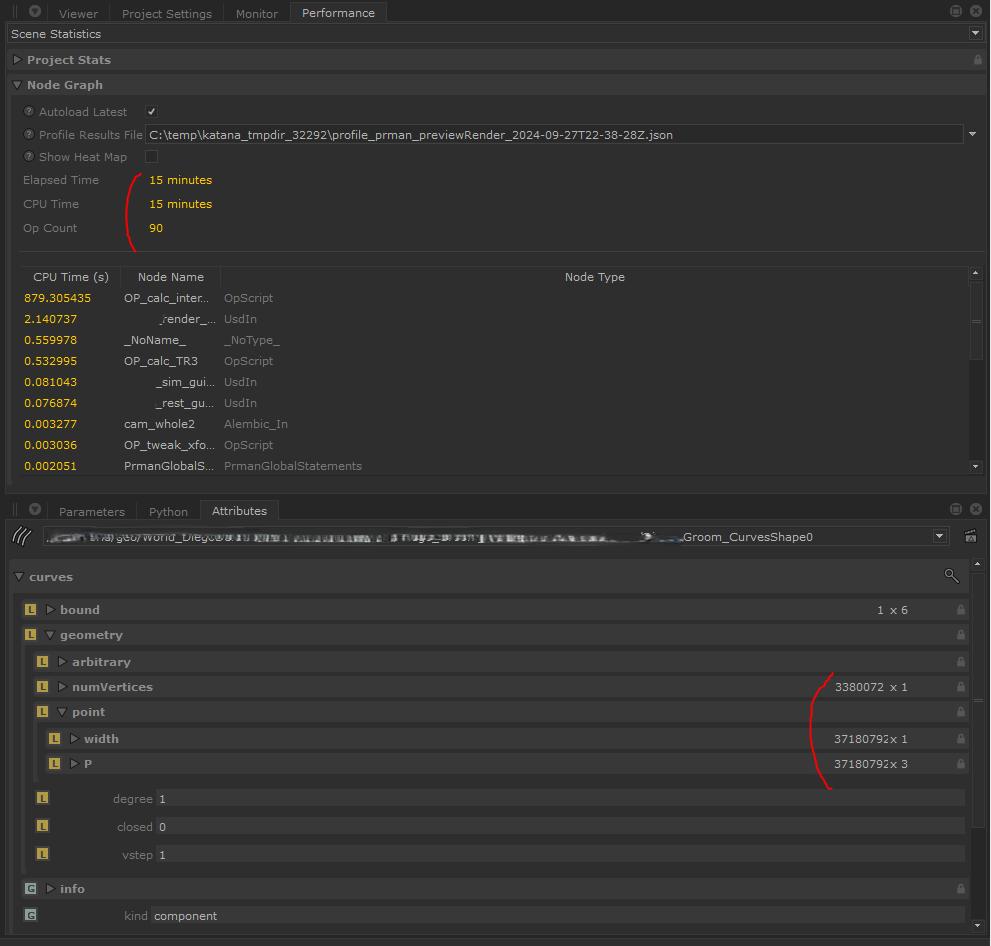 Viewer Project Settings Monitor Performance
Scene Statistics
Project Stats
Node Graph
Autoload Latest
Profile Results File C:\temp\katana_tmpdir_32292\profile_prman_previewRender_2024-09-27T22-38-28Z.json
Show Heat Map
Elapsed Time 15 minutes
CPU Time 15 minutes
Op Count 90
CPU Time (s) Node Name Node Type
879.305435 OP_calc_inter... OpScript
2.140737 _render_... UsdIn
0.559978 _NoName_ _NoType_
0.532995 OP_calc_TR3 OpScript
0.081043 _sim_gui... UsdIn
0.076874 _rest_gu... UsdIn
0.003277 cam_whole2 Alembic_In
0.003036 OP_tweak_xfo... OpScript
0.002051 PrmanGlobalS... PrmanGlobalStatements
Parameters Python Attributes
Groom_CurvesShape0
curves
L bound 1 x 6
L geometry
L arbitrary
L numVertices 3380072 x 1
L point
L width 37180792x 1
L P 37180792x 3
L degree 1
L closed 0
L vstep 1
G info
G kind component